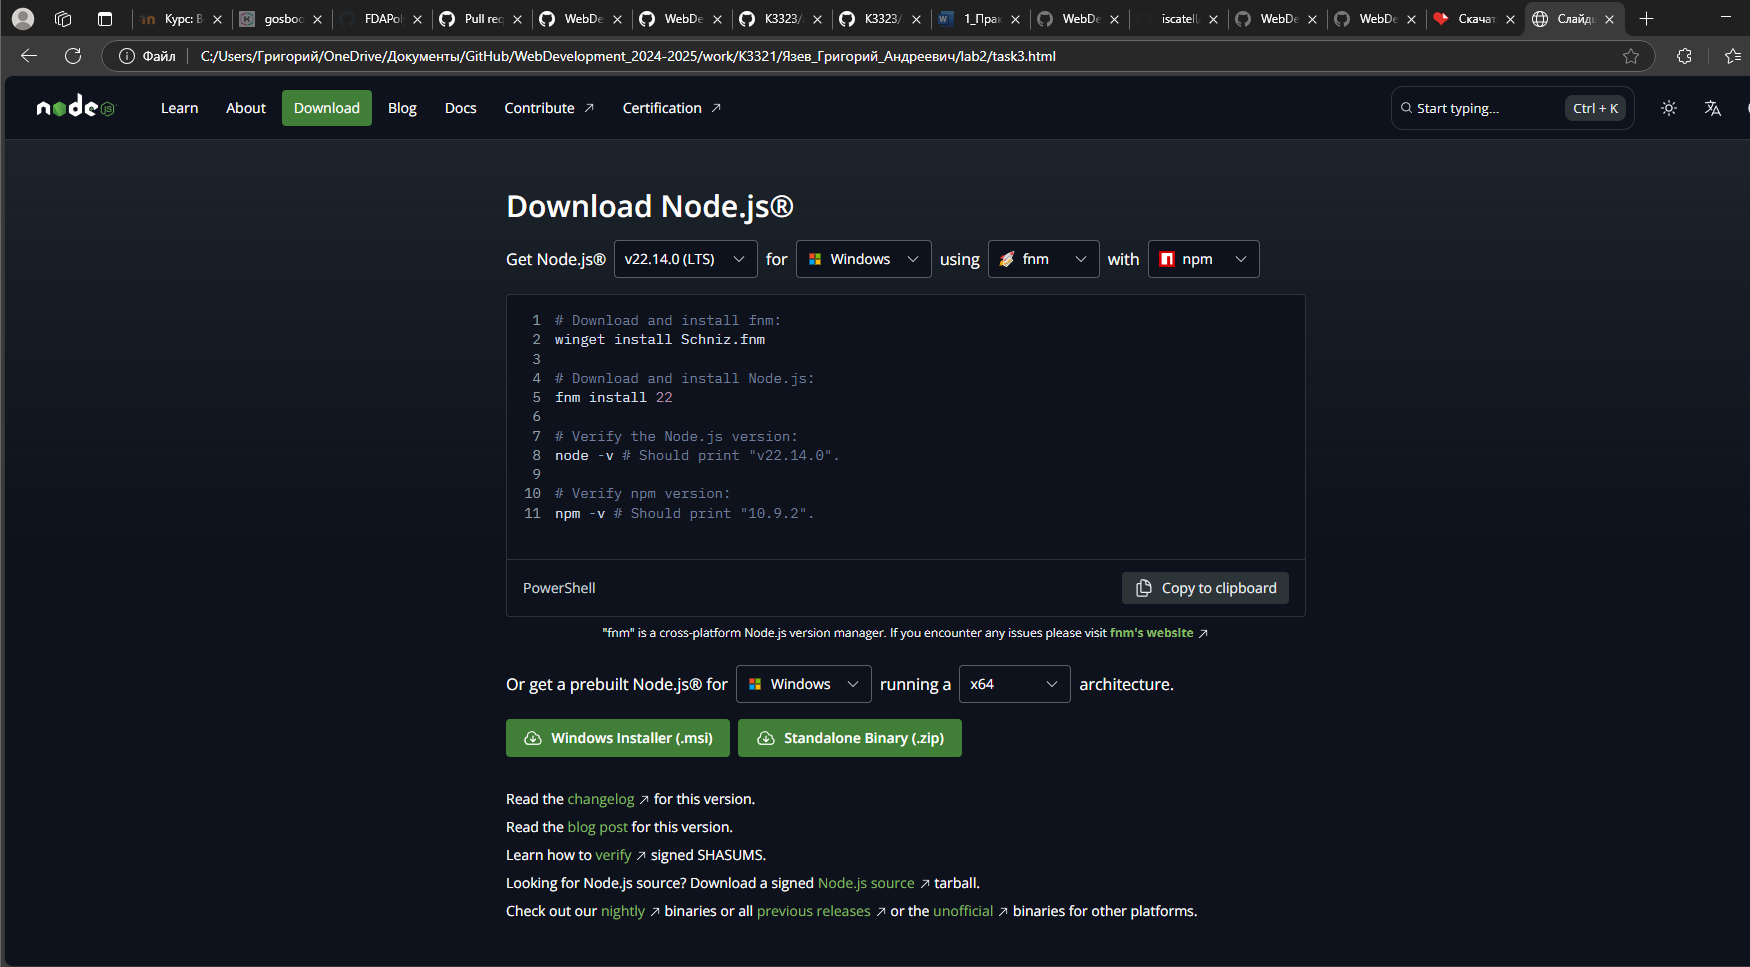 Курс: В
gosboo
FDAPol
Pull req
WebDe
WebDe
K3323/
K3323/
1_Прак
WebDe
iscatell/
WebDe
WebDe
Скачат
Слайд
Файл
C:/Users/Григорий/OneDrive/Документы/GitHub/WebDevelopment_2024-2025/work/K3321/Язев_Григорий_Андреевич/lab2/task3.html
node JS
Learn
About
Download
Blog
Docs
Contribute ↗
Certification ↗
Start typing...
Ctrl + K
Download Node.js®
Get Node.js® v22.14.0 (LTS) for Windows using fnm with npm
1 # Download and install fnm:
2 winget install Schniz.fnm
3
4 # Download and install Node.js:
5 fnm install 22
6
7 # Verify the Node.js version:
8 node -v # Should print "v22.14.0".
9
10 # Verify npm version:
11 npm -v # Should print "10.9.2".
PowerShell
Copy to clipboard
"fnm" is a cross-platform Node.js version manager. If you encounter any issues please visit fnm's website ↗
Or get a prebuilt Node.js® for Windows running a x64 architecture.
Windows Installer (.msi)
Standalone Binary (.zip)
Read the changelog ↗ for this version.
Read the blog post for this version.
Learn how to verify ↗ signed SHASUMS.
Looking for Node.js source? Download a signed Node.js source ↗ tarball.
Check out our nightly ↗ binaries or all previous releases ↗ or the unofficial ↗ binaries for other platforms.